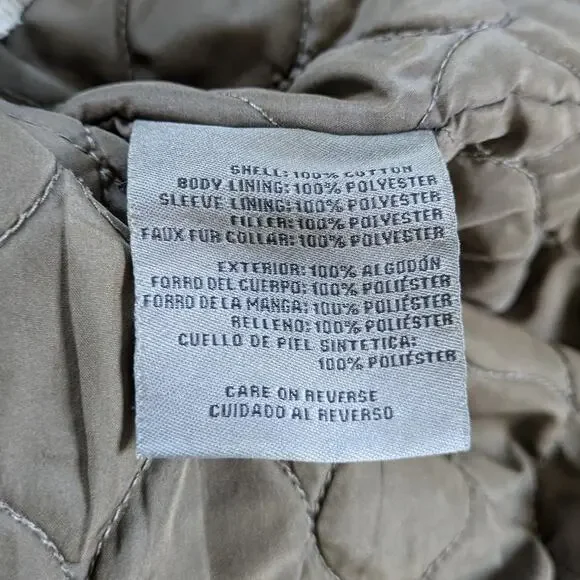 SHELL: 100% COTTON
BODY LINING: 100% POLYESTER
SLEEVE LINING: 100% POLYESTER
FILLER: 100% POLYESTER
FAUX FUR COLLAR: 100% POLYESTER
EXTERIOR: 100% ALGODÓN
FORRO DEL CUERPO: 100% POLIÉSTER
FORRO DE LA MANGA: 100% POLIÉSTER
RELLENO: 100% POLIÉSTER
CUELLO DE PIEL SINTETICA:
100% POLIÉSTER
CARE ON REVERSE
CUIDADO AL REVERSO